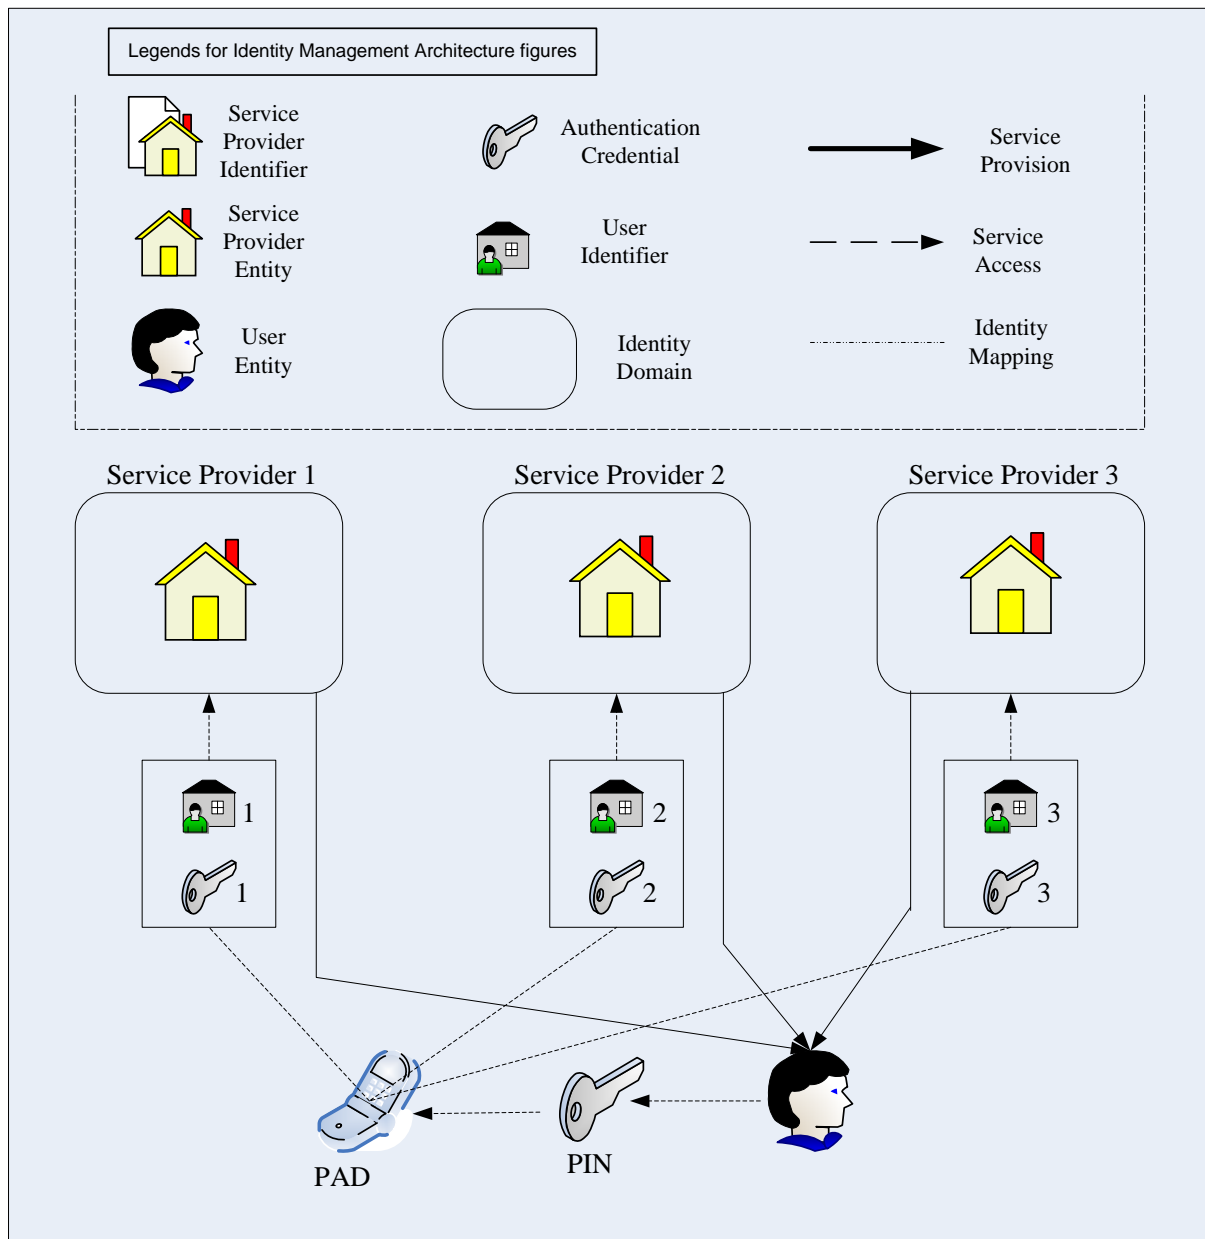 Legends for Identity Management Architecture figures
Service
Provider
Identifier
Authentication
Credential
Service
Provision
Service
Provider
Entity
User
Identifier
Service
Access
User
Entity
Identity
Domain
Identity
Mapping
Service Provider 1
Service Provider 2
Service Provider 3
1
2
3
1
2
3
PAD
PIN